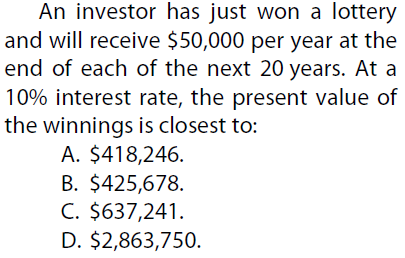 An investor has just won a lottery
and will receive $50,000 per year at the
end of each of the next 20 years. At a
10% interest rate, the present value of
the winnings is closest to:
A. $418,246.
B. $425,678.
C. $637,241.
D. $2,863,750.